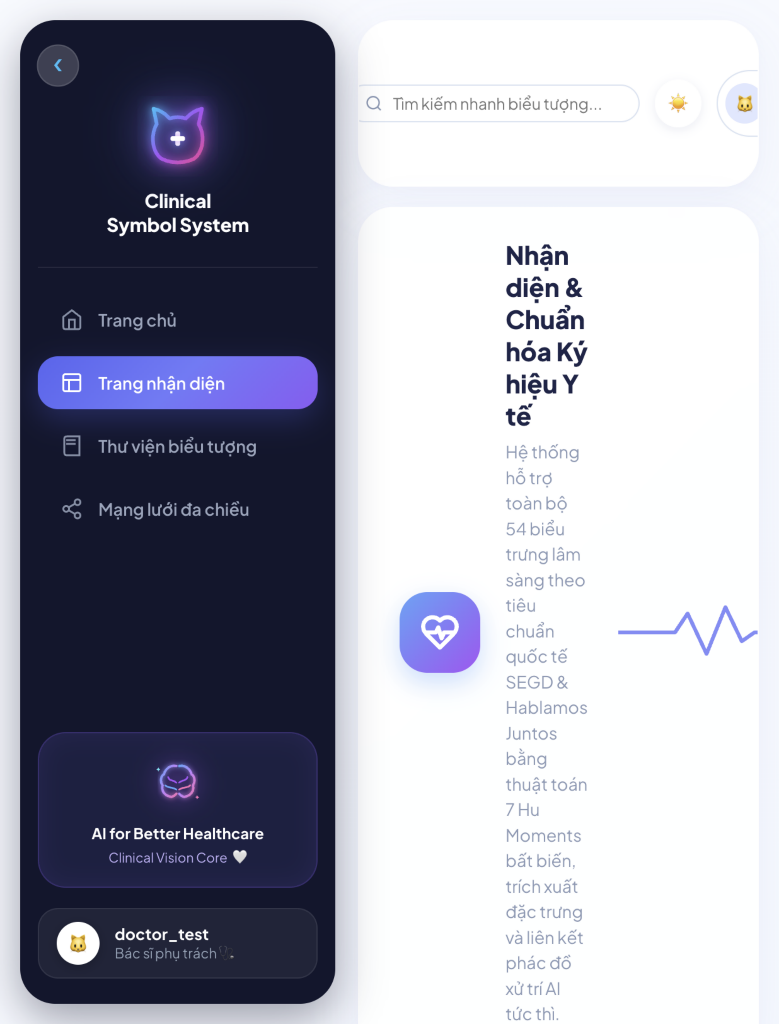 Clinical
Symbol System
Trang chủ
Trang nhận diện
Thư viện biểu tượng
Mạng lưới đa chiều
AI for Better Healthcare
Clinical Vision Core 🤍
doctor_test
Bác sĩ phụ trách 🩺
Tìm kiếm nhanh biểu tượng...
Nhận
diện &
Chuẩn
hóa Ký
hiệu Y
tế
Hệ thống
hỗ trợ
toàn bộ
54 biểu
trưng lâm
sàng theo
tiêu
chuẩn
quốc tế
SEGD &
Hablamos
Juntos
bằng
thuật toán
7 Hu
Moments
bất biến,
trích xuất
đặc trưng
và liên kết
phác đồ
xử trí AI
tức thì.